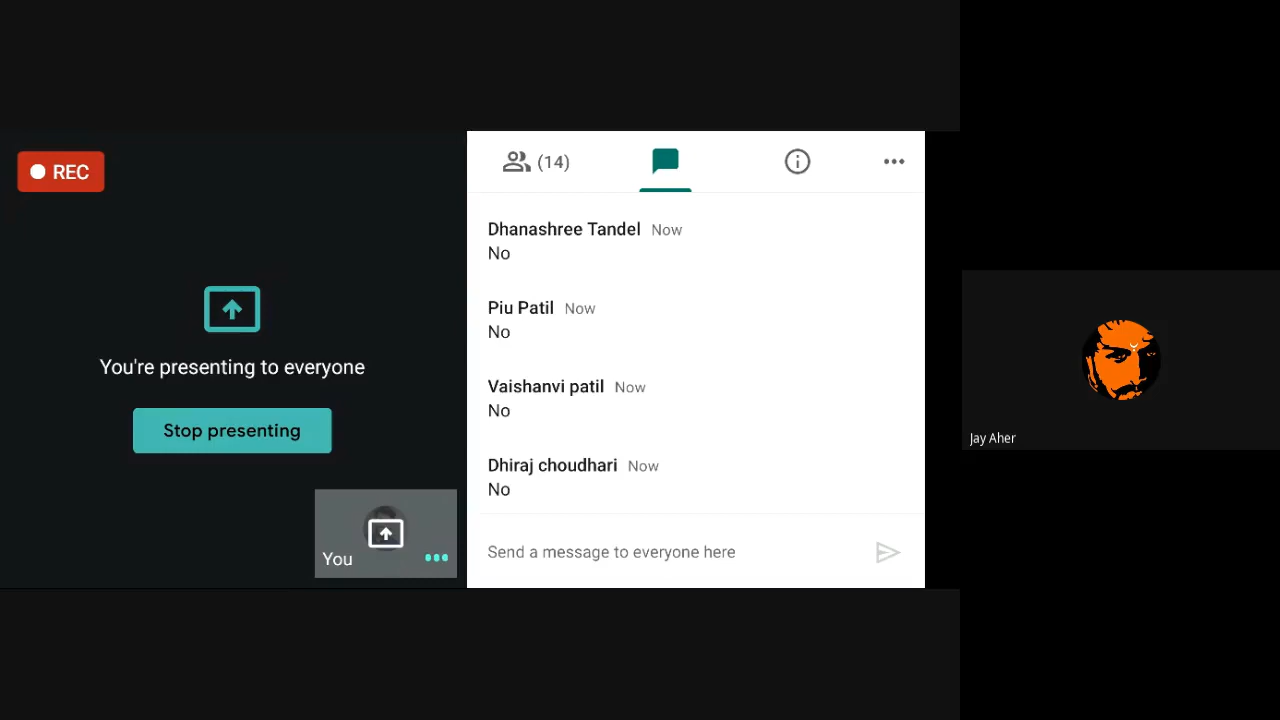 REC
You're presenting to everyone
Stop presenting
You
(14)
Dhanashree Tandel Now
No
Piu Patil Now
No
Vaishanvi patil Now
No
Dhiraj choudhari Now
No
Send a message to everyone here
Jay Aher